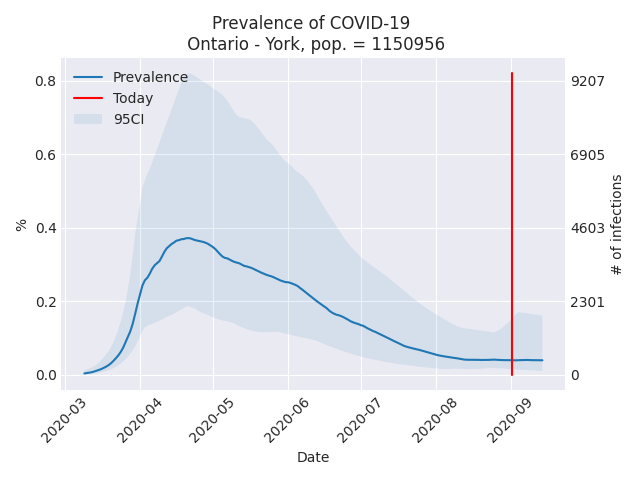 Prevalence of COVID-19
Ontario - York, pop. = 1150956
Prevalence
Today
95CI
%
0.8
0.6
0.4
0.2
0.0
9207
6905
4603
2301
0
# of infections
2020-03
2020-04
2020-05
2020-06
2020-07
2020-08
2020-09
Date